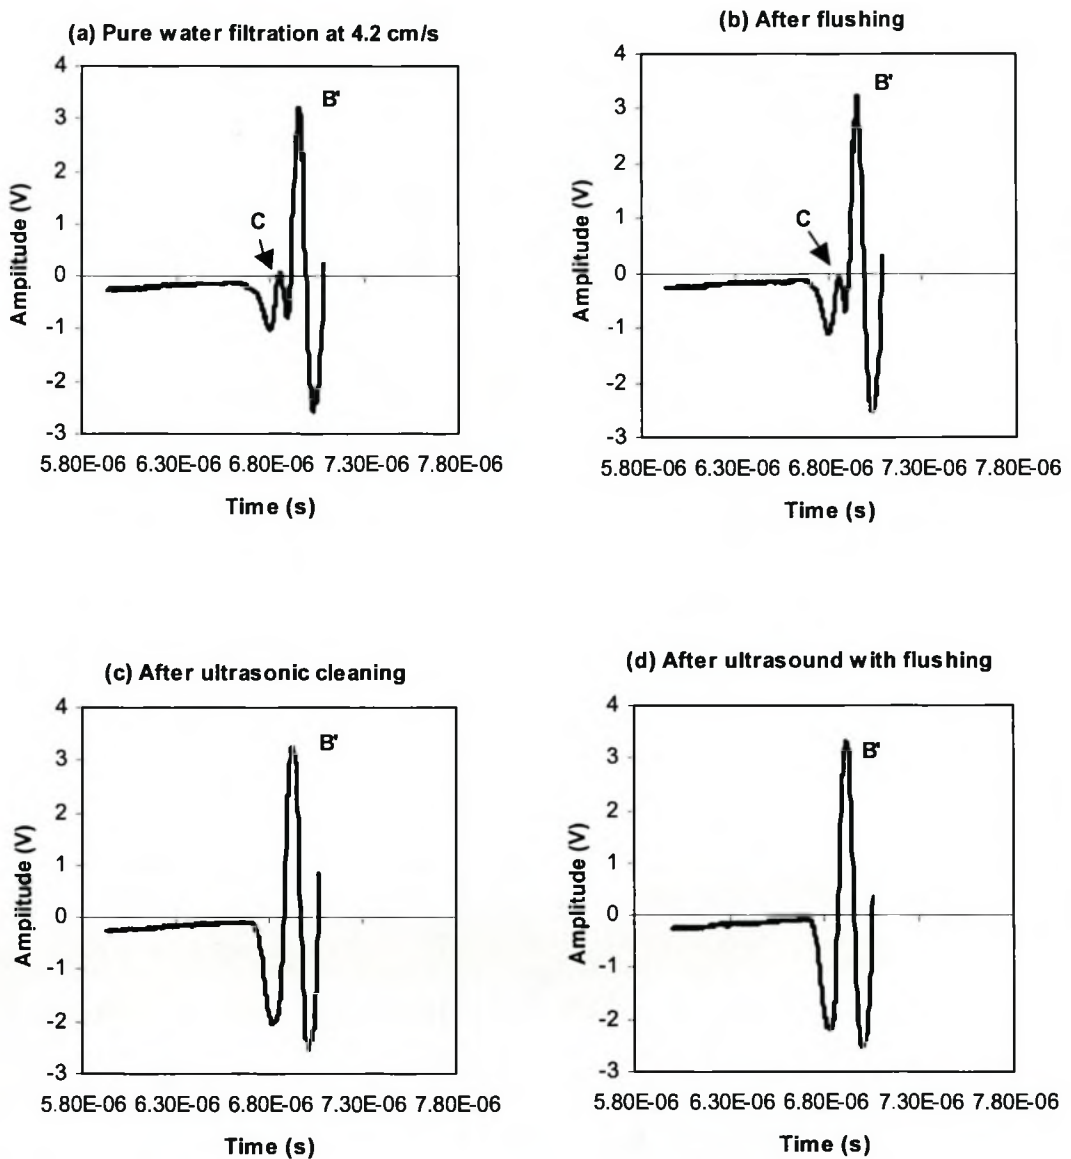 (a) Pure water filtration at 4.2 cm/s
4
3
2
1
0
-1
-2
-3
B'
C
Amplitude (V)
5.80E-06 6.30E-06 6.80E-06 7.30E-06 7.80E-06
Time (s)
(b) After flushing
4
3
2
1
0
-1
-2
-3
B'
C
Amplitude (V)
5.80E-06 6.30E-06 6.80E-06 7.30E-06 7.80E-06
Time (s)
(c) After ultrasonic cleaning
4
3
2
1
0
-1
-2
-3
B'
Amplitude (V)
5.80E-06 6.30E-06 6.80E-06 7.30E-06 7.80E-06
Time (s)
(d) After ultrasound with flushing
4
3
2
1
0
-1
-2
-3
B'
Amplitude (V)
5.80E-06 6.30E-06 6.80E-06 7.30E-06 7.80E-06
Time (s)